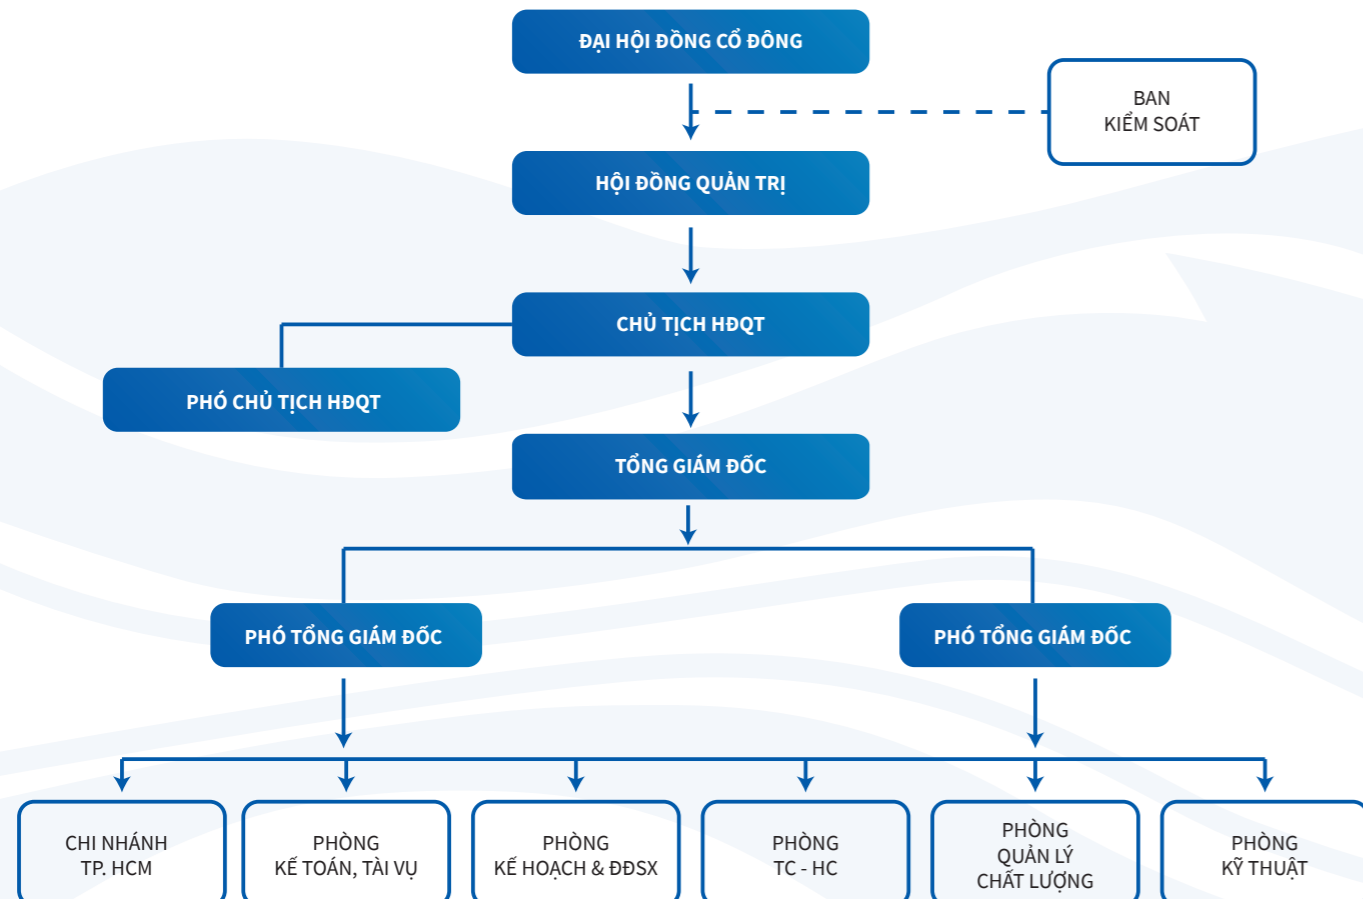 ĐẠI HỘI ĐỒNG CỔ ĐÔNG
BAN
KIỂM SOÁT
HỘI ĐỒNG QUẢN TRỊ
CHỦ TỊCH HĐQT
PHÓ CHỦ TỊCH HĐQT
TỔNG GIÁM ĐỐC
PHÓ TỔNG GIÁM ĐỐC
PHÓ TỔNG GIÁM ĐỐC
CHI NHÁNH
TP. HCM
PHÒNG
KẾ TOÁN, TÀI VỤ
PHÒNG
KẾ HOẠCH & ĐĐSX
PHÒNG
TC - HC
PHÒNG
QUẢN LÝ
CHẤT LƯỢNG
PHÒNG
KỸ THUẬT